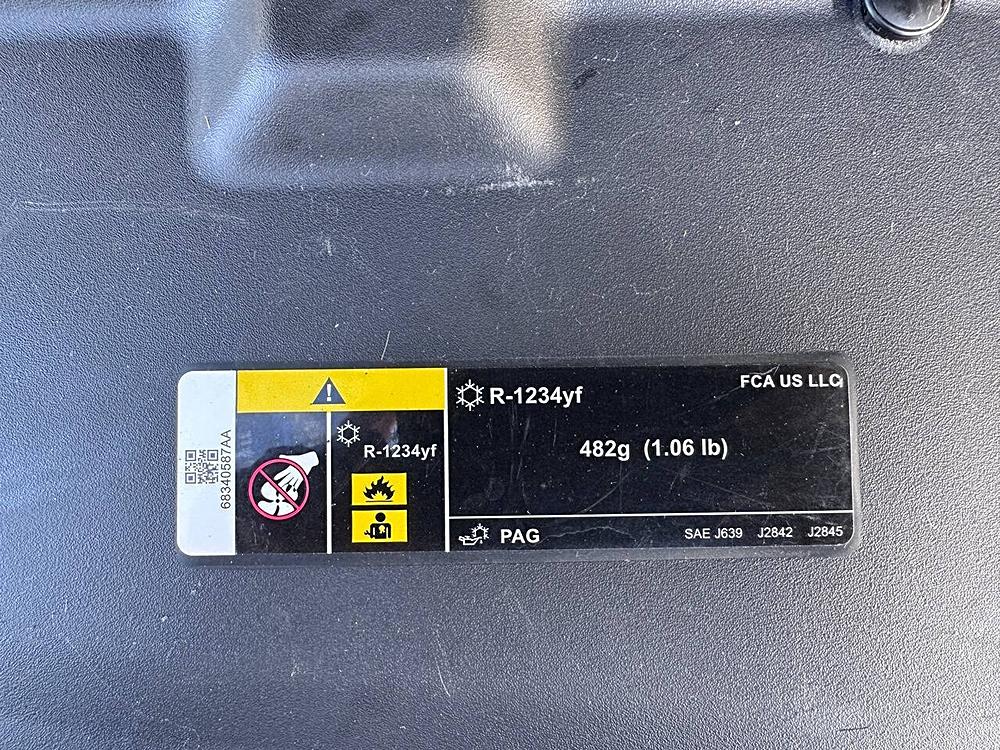 68340587AA
R-1234yf
R-1234yf
FCA US LLC
482g (1.06 lb)
PAG
SAE J639 J2842 J2845